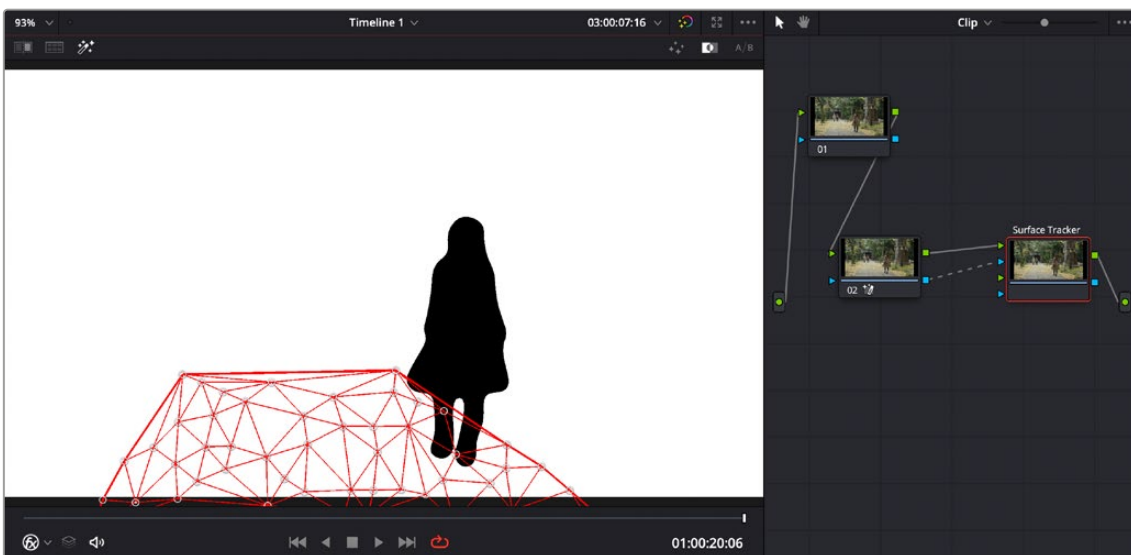 93%
Timeline 1
03:00:07:16
Clip
A/B
01
Surface Tracker
02
01:00:20:06